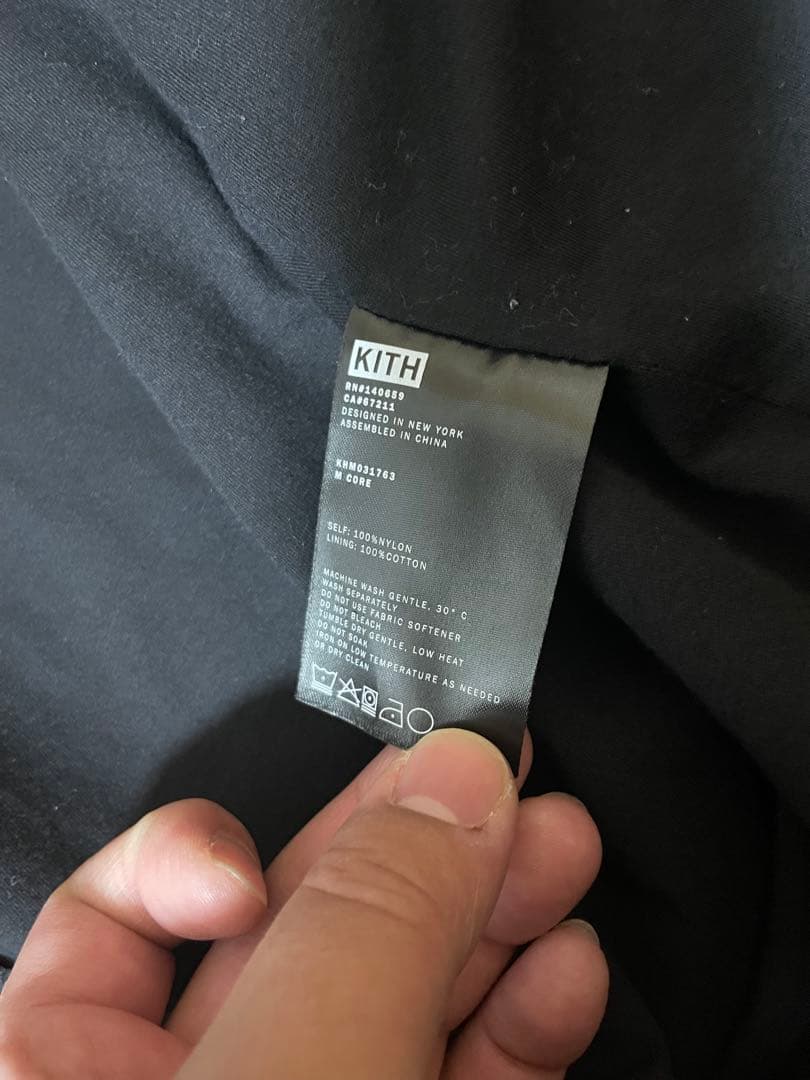 KITH
RN#140659
CA#67211
DESIGNED IN NEW YORK
ASSEMBLED IN CHINA
KHM031763
M CORE
SELF: 100%NYLON
LINING: 100%COTTON
MACHINE WASH GENTLE, 30° C
WASH SEPARATELY
DO NOT USE FABRIC SOFTENER
DO NOT BLEACH
TUMBLE DRY GENTLE, LOW HEAT
DO NOT SOAK
IRON ON LOW TEMPERATURE AS NEEDED
OR DRY CLEAN